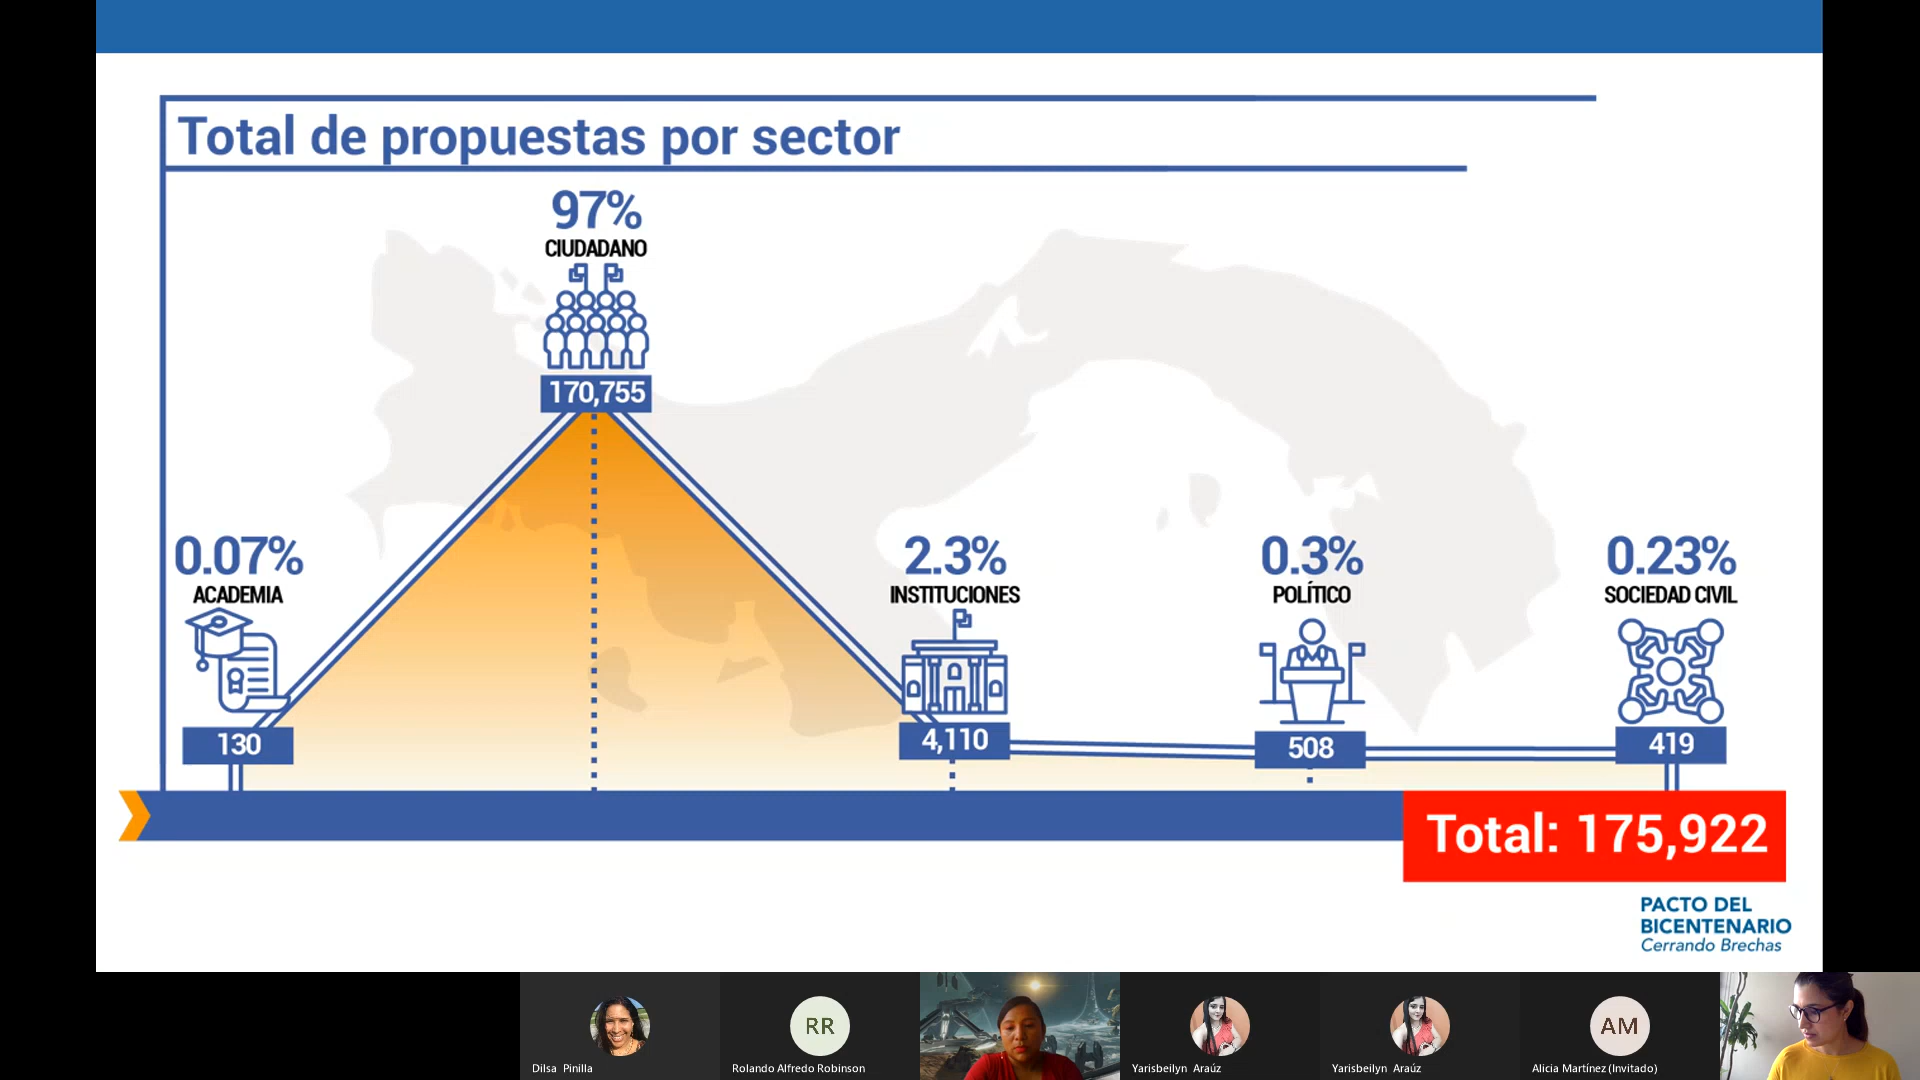 Total de propuestas por sector
97%
CIUDADANO
170,755
0.07%
ACADEMIA
130
2.3%
INSTITUCIONES
4,110
0.3%
POLÍTICO
508
0.23%
SOCIEDAD CIVIL
419
Total: 175,922
PACTO DEL
BICENTENARIO
Cerrando Brechas
Dilsa Pinilla
RR
Rolando Alfredo Robinson
Yarisbeilyn Araúz
Yarisbeilyn Araúz
AM
Alicia Martínez (Invitado)